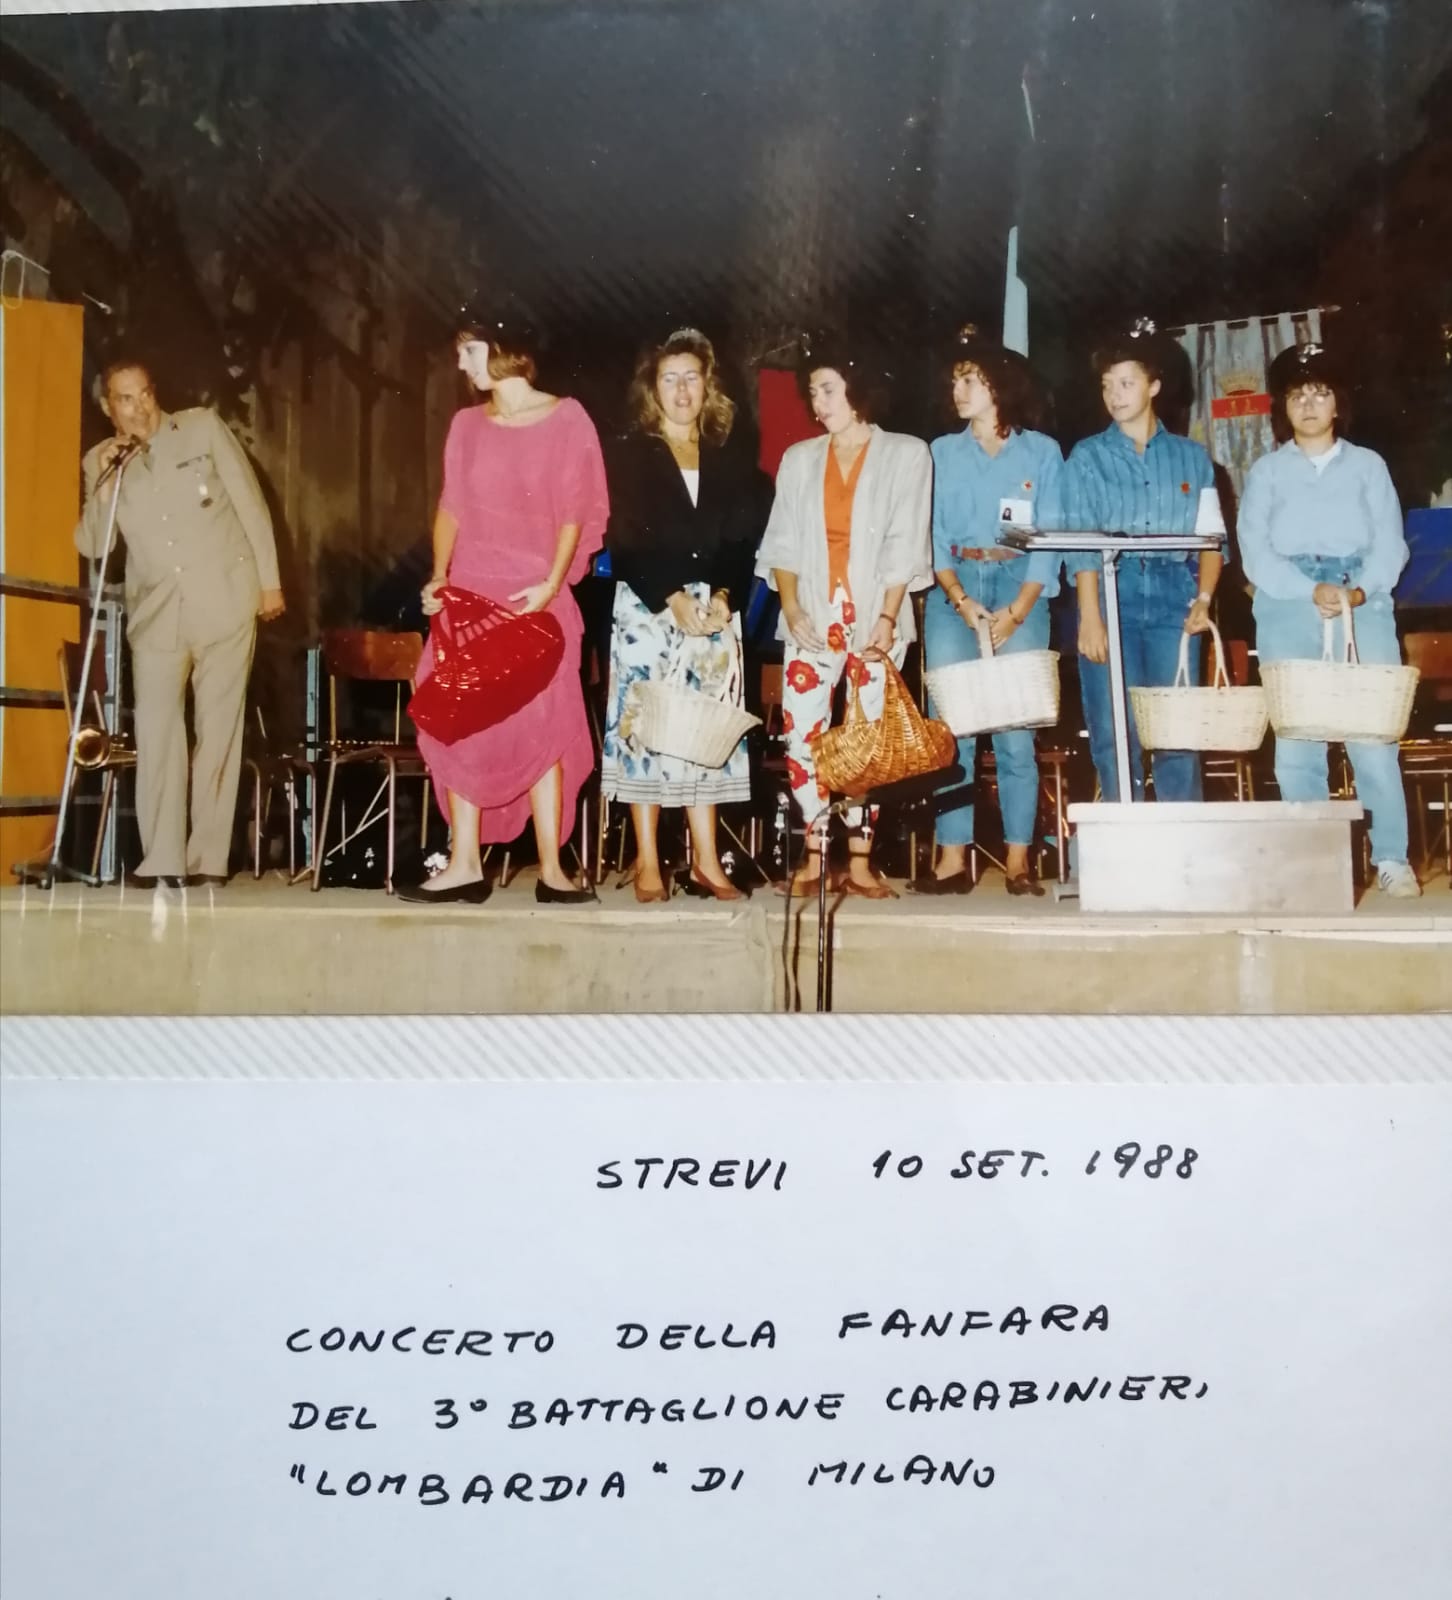 STREVI 10 SET. 1988
CONCERTO DELLA FANFARA
DEL 3° BATTAGLIONE CARABINIERI
"LOMBARDIA" DI MILANO